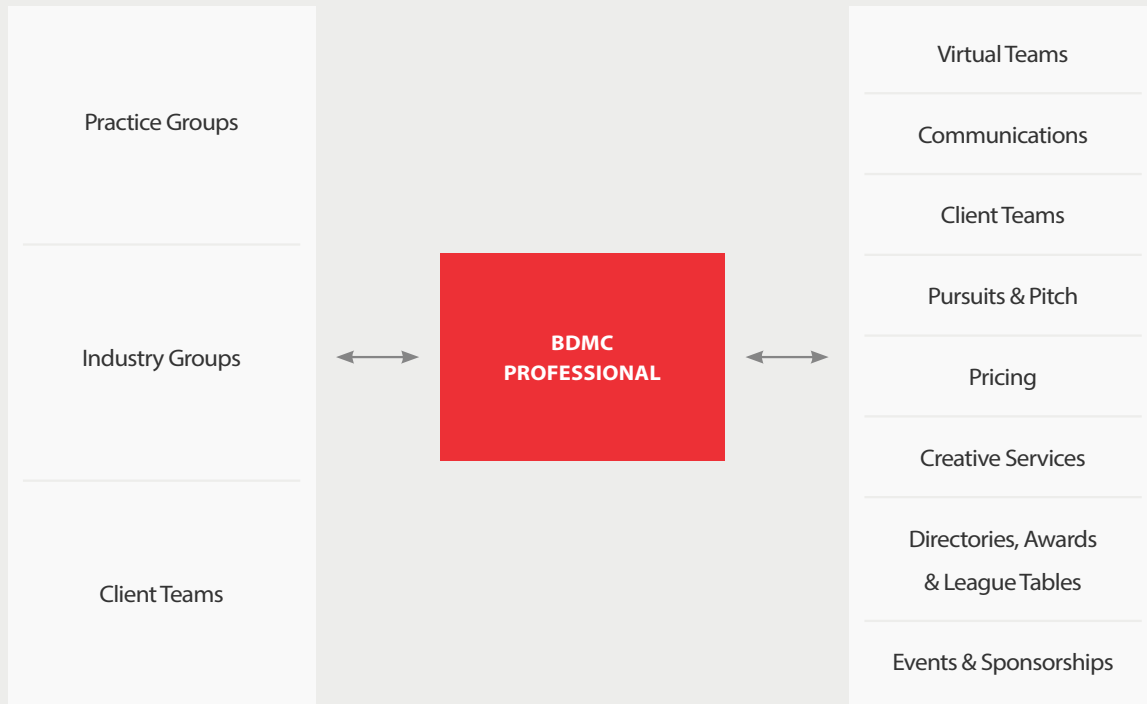 Practice Groups
Industry Groups
Client Teams
BDMC
PROFESSIONAL
Virtual Teams
Communications
Client Teams
Pursuits & Pitch
Pricing
Creative Services
Directories, Awards
& League Tables
Events & Sponsorships